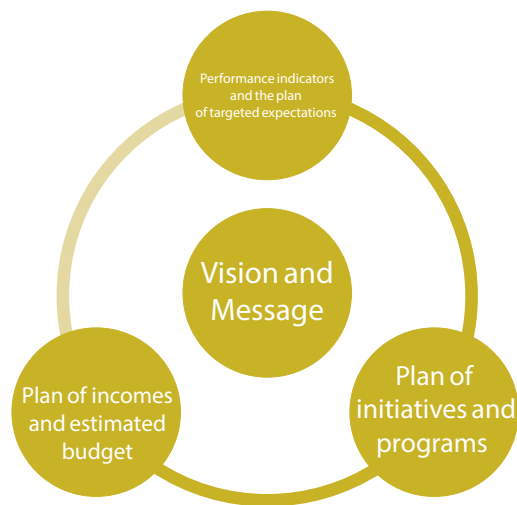 Performance indicators
and the plan
of targeted expectations
Vision and
Message
Plan of incomes
and estimated
budget
Plan of
initiatives and
programs